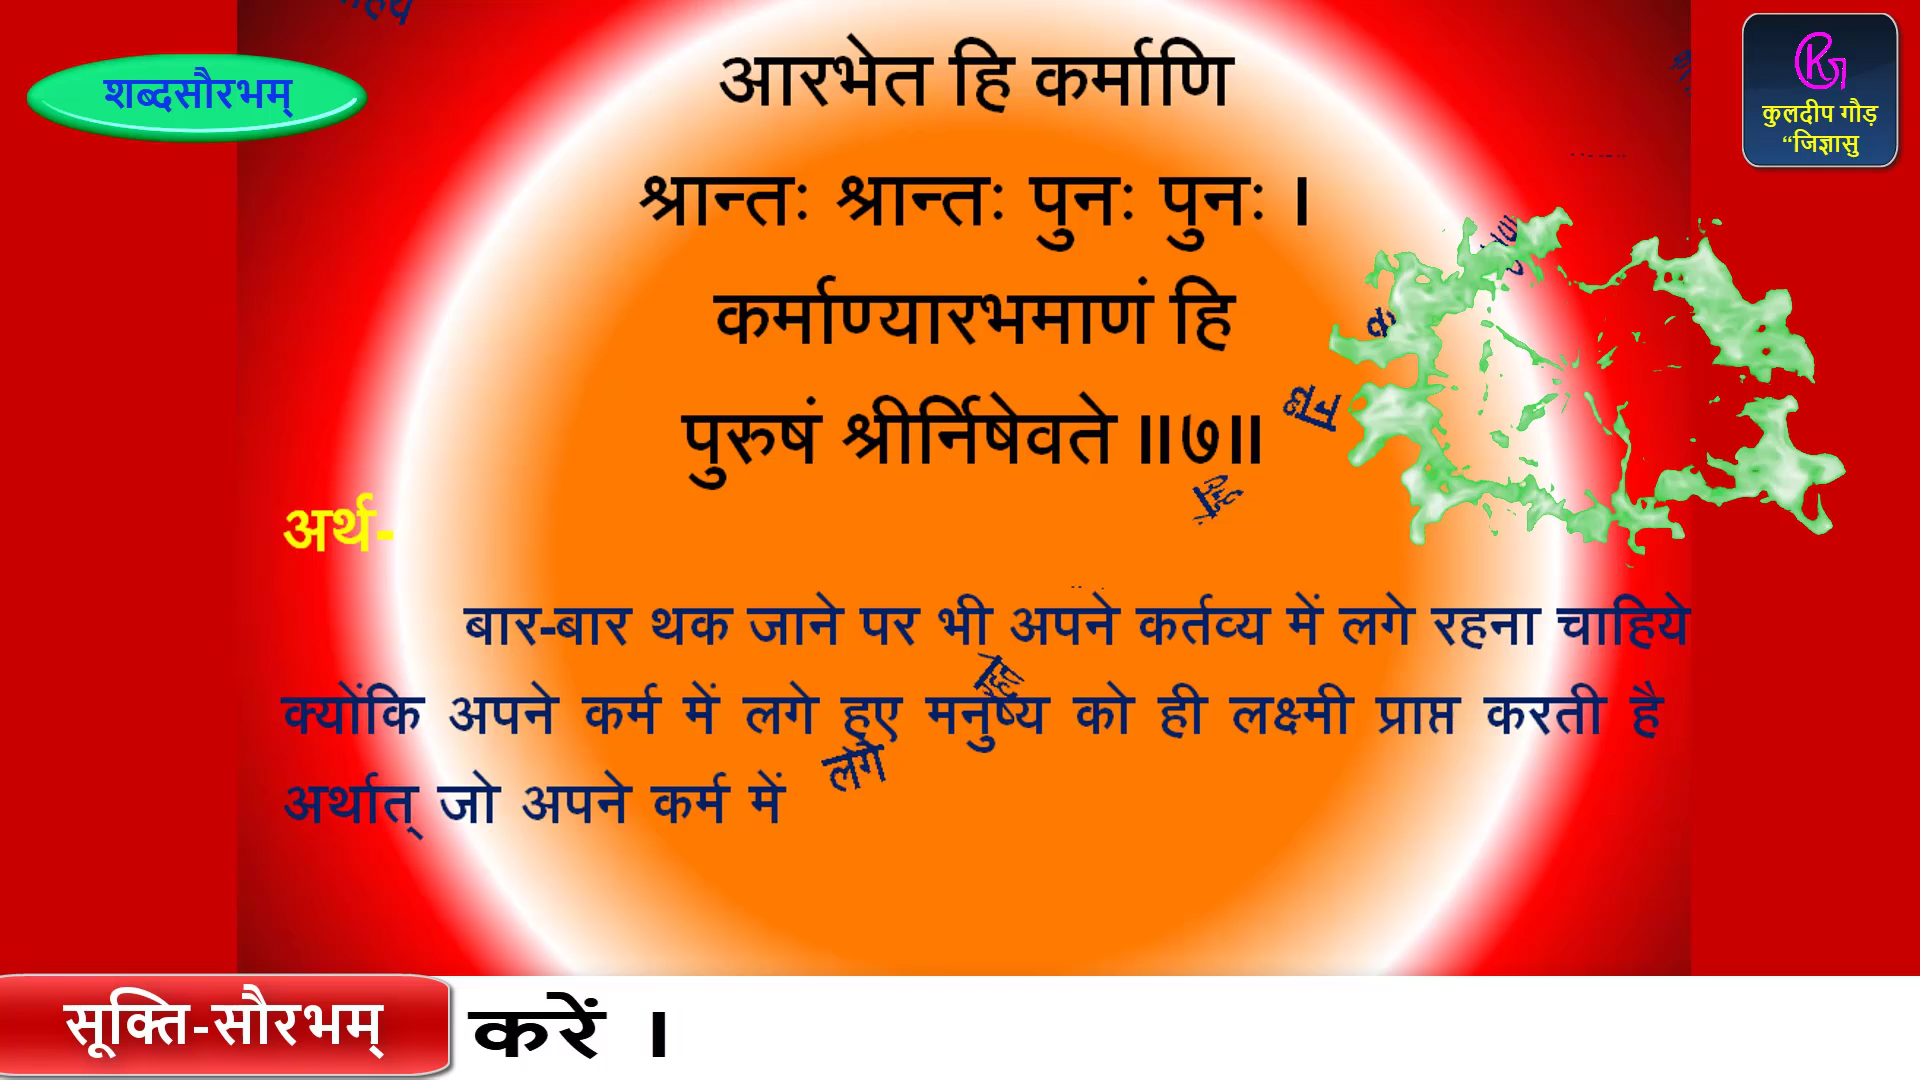 शब्दसौरभम्
कुलदीप गौड़
“जिज्ञासु
आरभेत हि कर्माणि
श्रान्तः श्रान्तः पुनः पुनः ।
कर्माण्यारभमाणं हि
पुरुषं श्रीर्निषेवते ॥७॥
अर्थ-
बार-बार थक जाने पर भी अपने कर्तव्य में लगे रहना चाहिये
क्योंकि अपने कर्म में लगे हुए मनुष्य को ही लक्ष्मी प्राप्त करती है
अर्थात् जो अपने कर्म में
लगे
रहते
सूक्ति-सौरभम्
करें ।